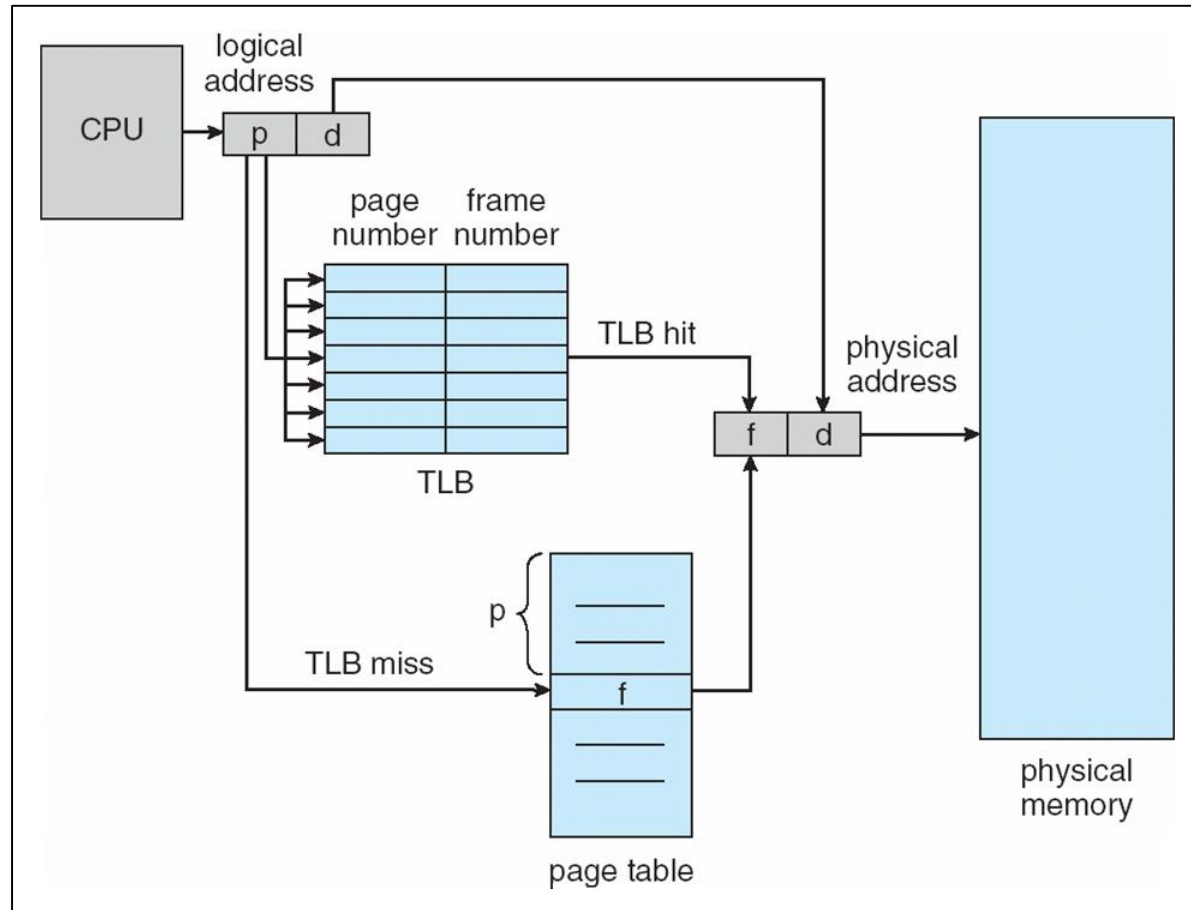 logical
address
CPU
p
d
page
number
frame
number
TLB hit
physical
address
f
d
TLB
p
TLB miss
f
physical
memory
page table